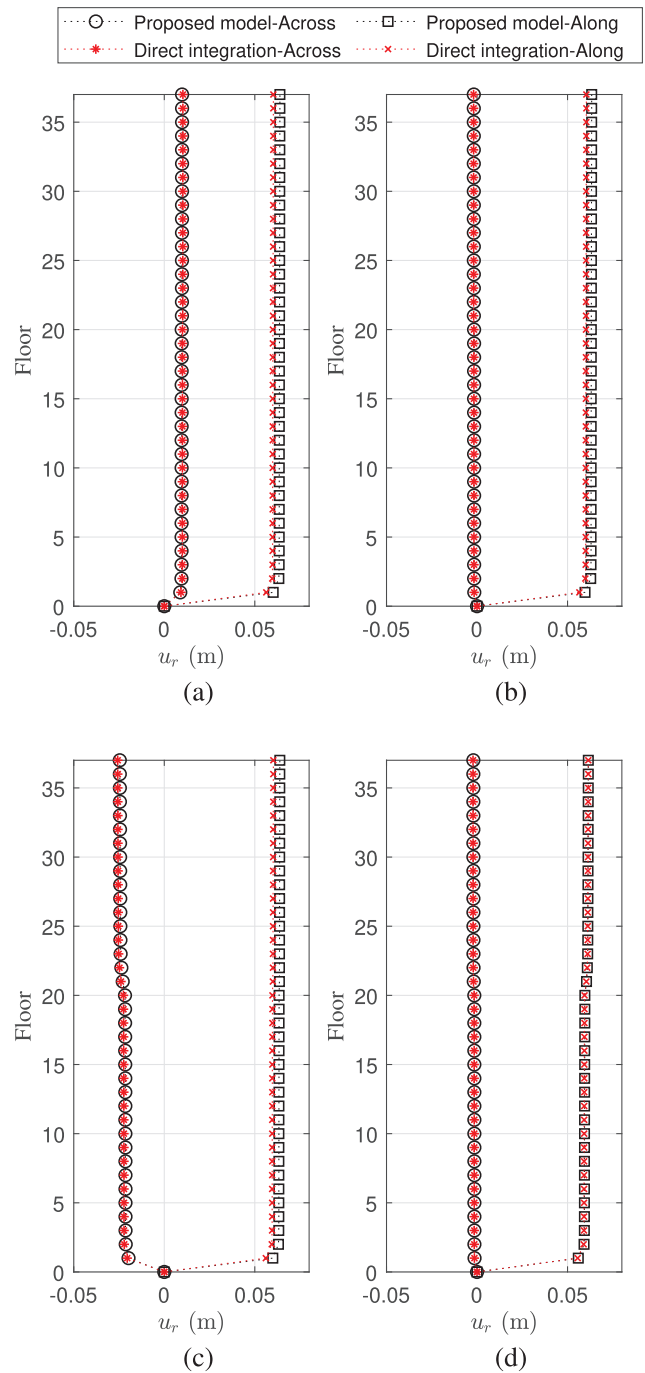 Proposed model-Across Proposed model-Along
Direct integration-Across Direct integration-Along
35
30
25
20
15
10
5
0
Floor
-0.05 0 0.05
u_r (m)
(a)
35
30
25
20
15
10
5
0
Floor
-0.05 0 0.05
u_r (m)
(b)
35
30
25
20
15
10
5
0
Floor
-0.05 0 0.05
u_r (m)
(c)
35
30
25
20
15
10
5
0
Floor
-0.05 0 0.05
u_r (m)
(d)